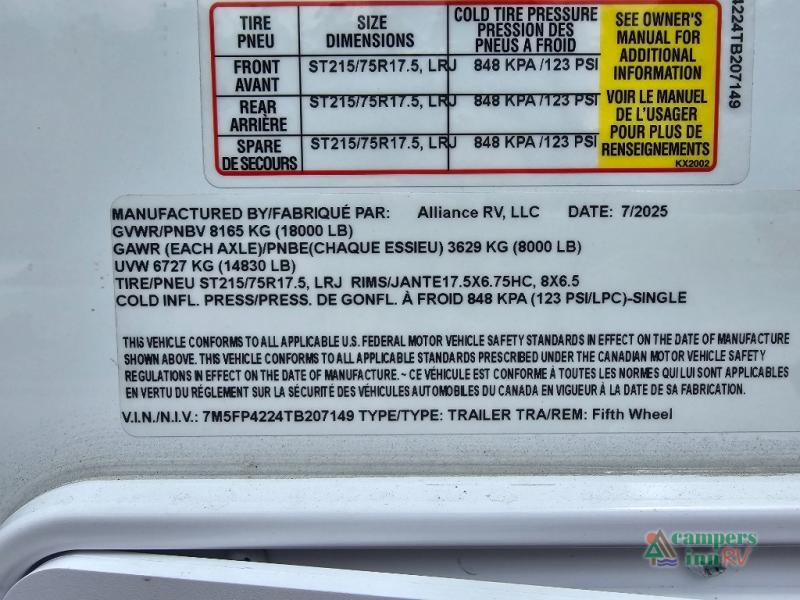 TIRE PNEU SIZE DIMENSIONS COLD TIRE PRESSURE PRESSION DES PNEUS A FROID
FRONT AVANT ST215/75R17.5, LRJ 848 KPA /123 PSI
REAR ARRIÈRE ST215/75R17.5, LRJ 848 KPA /123 PSI
SPARE DE SECOURS ST215/75R17.5, LRJ 848 KPA /123 PSI
SEE OWNER'S
MANUAL FOR
ADDITIONAL
INFORMATION
VOIR LE MANUEL
DE L'USAGER
POUR PLUS DE
RENSEIGNEMENTS
KX2002
4224TB207149
MANUFACTURED BY/FABRIQUÉ PAR: Alliance RV, LLC DATE: 7/2025
GVWR/PNBV 8165 KG (18000 LB)
GAWR (EACH AXLE)/PNBE(CHAQUE ESSIEU) 3629 KG (8000 LB)
UVW 6727 KG (14830 LB)
TIRE/PNEU ST215/75R17.5, LRJ RIMS/JANTE17.5X6.75HC, 8X6.5
COLD INFL. PRESS/PRESS. DE GONFL. À FROID 848 KPA (123 PSI/LPC)-SINGLE
THIS VEHICLE CONFORMS TO ALL APPLICABLE U.S. FEDERAL MOTOR VEHICLE SAFETY STANDARDS IN EFFECT ON THE DATE OF MANUFACTURE
SHOWN ABOVE. THIS VEHICLE CONFORMS TO ALL APPLICABLE STANDARDS PRESCRIBED UNDER THE CANADIAN MOTOR VEHICLE SAFETY
REGULATIONS IN EFFECT ON THE DATE OF MANUFACTURE. ~ CE VÉHICULE EST CONFORME À TOUTES LES NORMES QUI LUI SONT APPLICABLES
EN VERTU DU RÉGLEMENT SUR LA SÉCURITÉ DES VÉHICULES AUTOMOBILES DU CANADA EN VIGUEUR À LA DATE DE SA FABRICATION.
V.I.N./N.I.V.: 7M5FP4224TB207149 TYPE/TYPE: TRAILER TRA/REM: Fifth Wheel
campers
inn RV